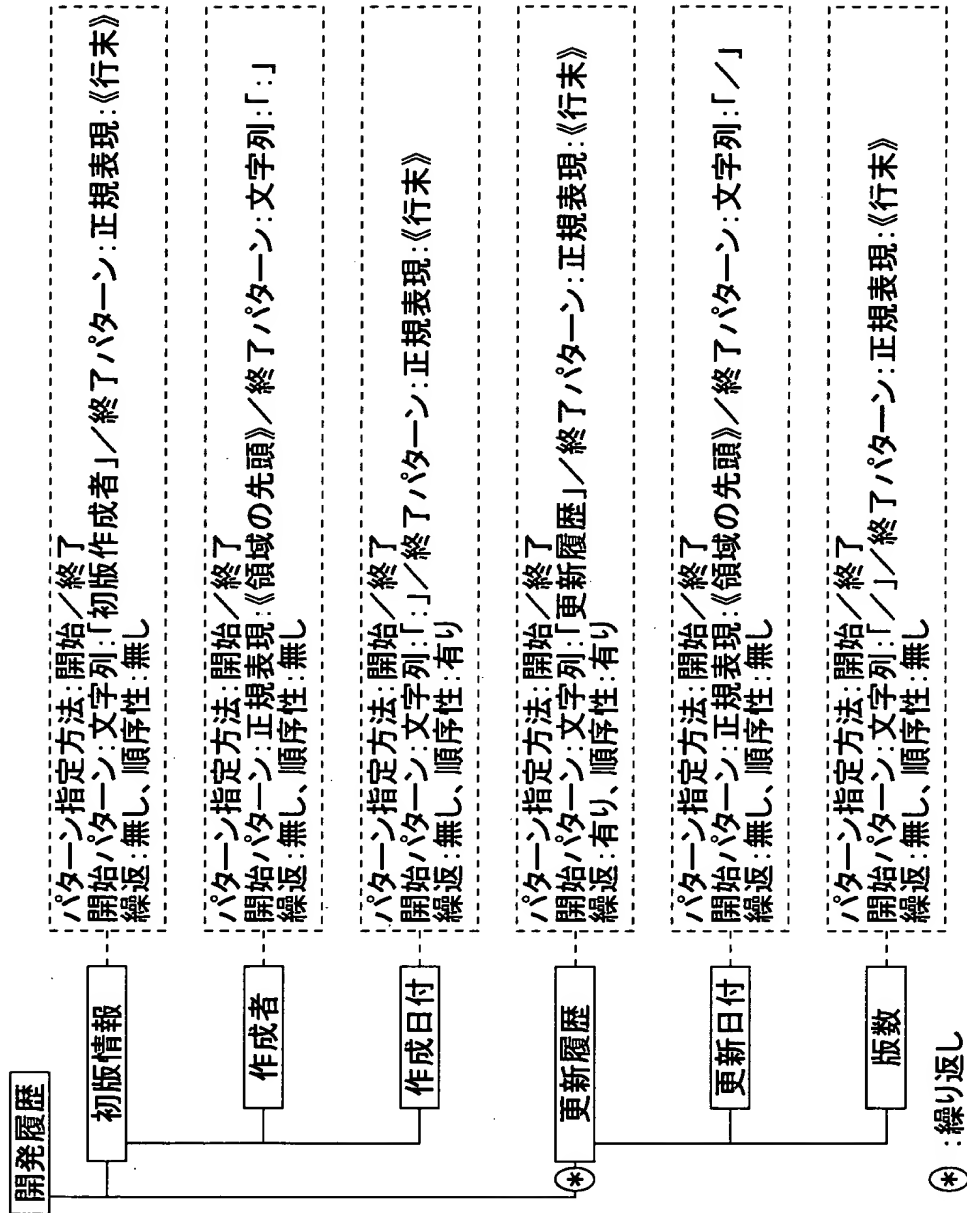 開発履歴
初版情報
パターン指定方法:開始/終了
開始パターン:文字列:「初版作成者」/終了パターン:正規表現:《行末》
繰返:無し、順序性:無し
作成者
パターン指定方法:開始/終了
開始パターン:正規表現:《領域の先頭》/終了パターン:文字列:「:」
繰返:無し、順序性:無し
作成日付
パターン指定方法:開始/終了
開始パターン:文字列:「:」/終了パターン:正規表現:《行末》
繰返:無し、順序性:有り
*
更新履歴
パターン指定方法:開始/終了
開始パターン:文字列:「更新履歴」/終了パターン:正規表現:《行末》
繰返:有り、順序性:有り
更新日付
パターン指定方法:開始/終了
開始パターン:正規表現:《領域の先頭》/終了パターン:文字列:「/」
繰返:無し、順序性:無し
版数
パターン指定方法:開始/終了
開始パターン:文字列:「/」/終了パターン:正規表現:《行末》
繰返:無し、順序性:無し
* :繰り返し